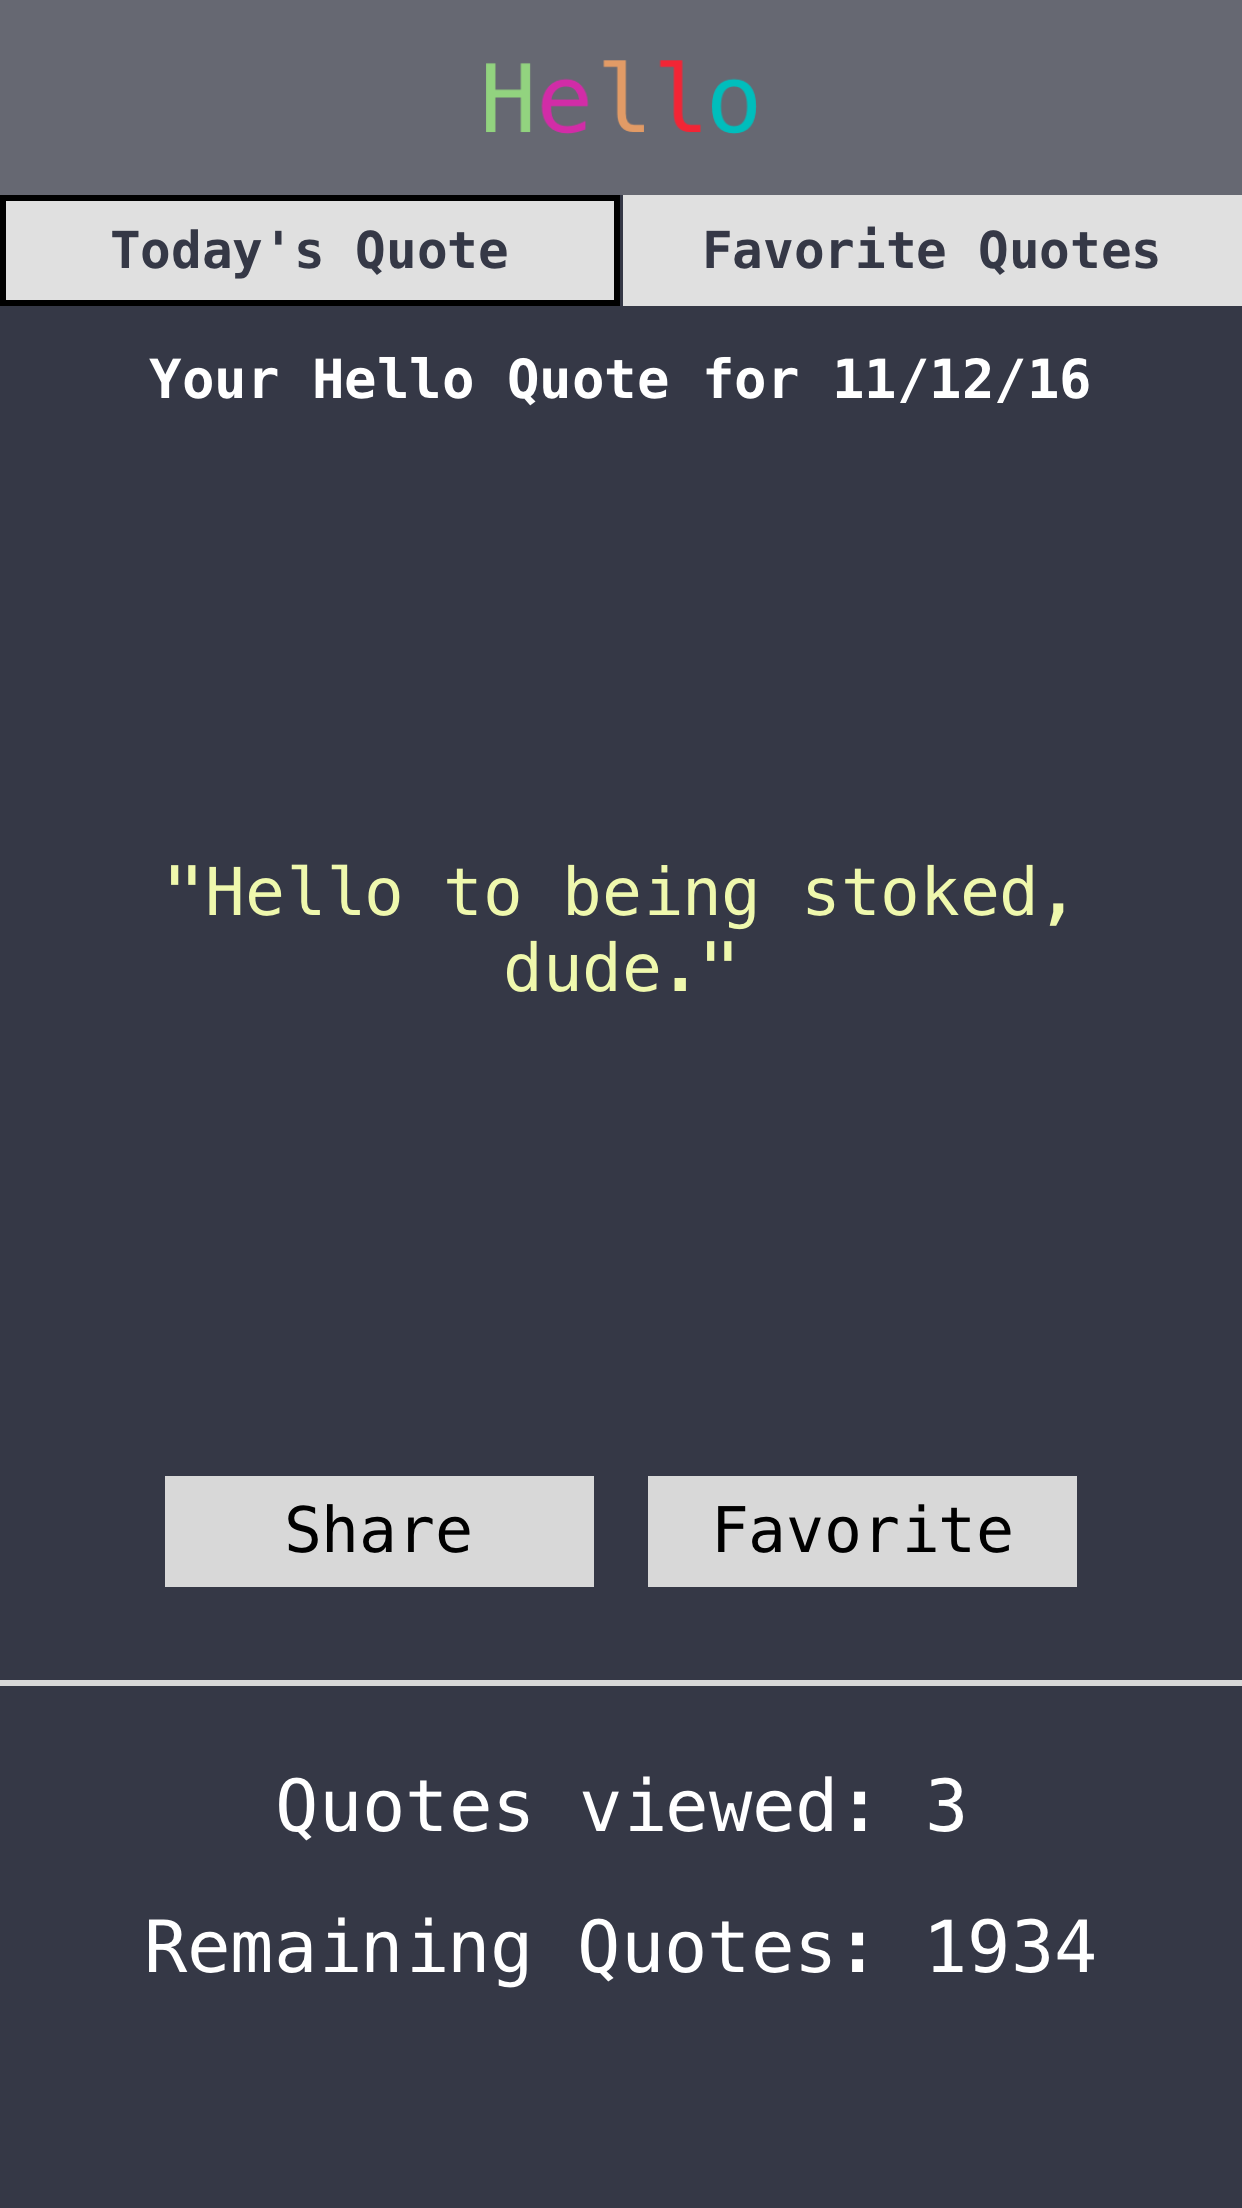 Hello
Today's Quote
Favorite Quotes
Your Hello Quote for 11/12/16
"Hello to being stoked,
dude."
Share
Favorite
Quotes viewed: 3
Remaining Quotes: 1934